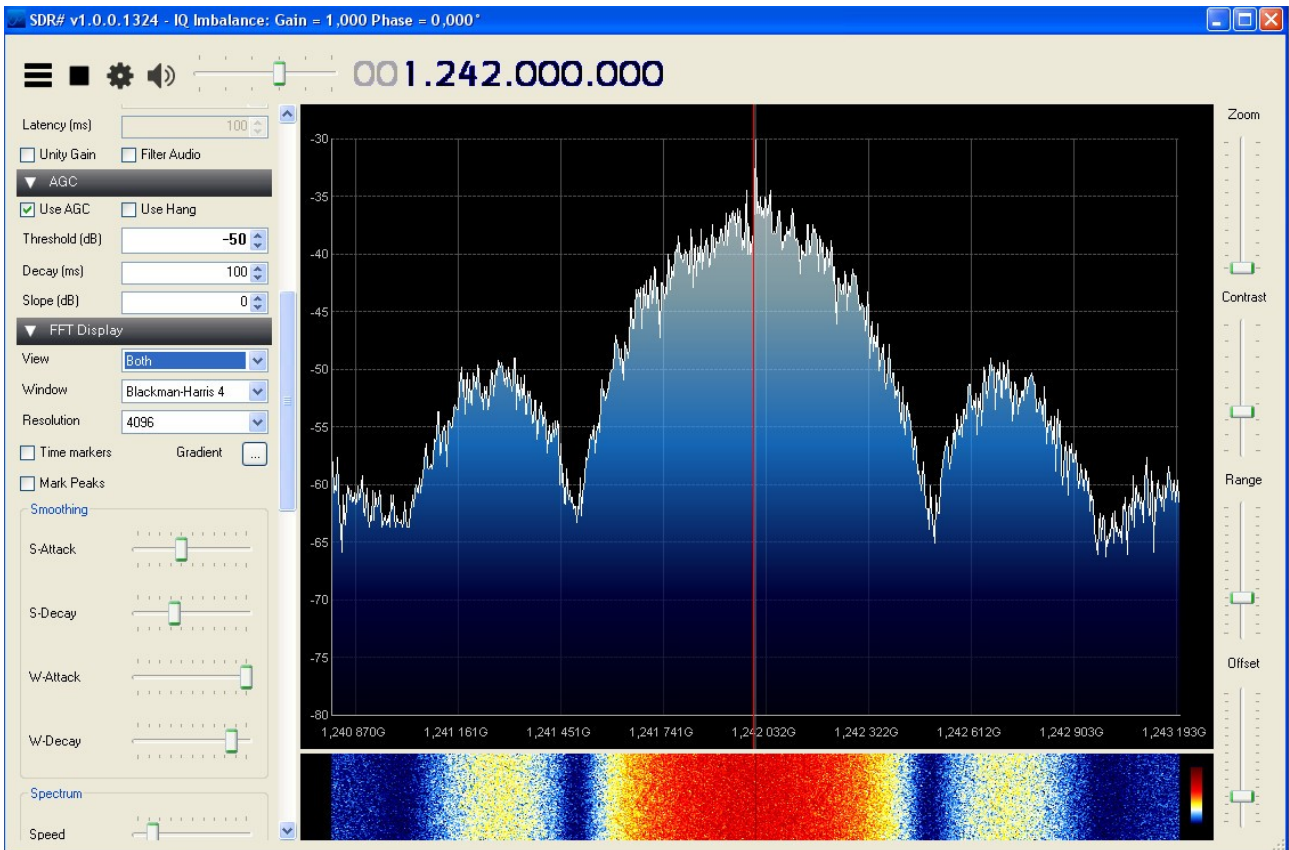 SDR# v1.0.0.1324 - IQ Imbalance: Gain = 1,000 Phase = 0,000°
001.242.000.000
Latency (ms) 100
Unity Gain Filter Audio
AGC
Use AGC Use Hang
Threshold (dB) -50
Decay (ms) 100
Slope (dB) 0
FFT Display
View Both
Window Blackman-Harris 4
Resolution 4096
Time markers Gradient ...
Mark Peaks
Smoothing
S-Attack
S-Decay
W-Attack
W-Decay
Spectrum
Speed
-30
-35
-40
-45
-50
-55
-60
-65
-70
-75
-80
1,240 870G 1,241 161G 1,241 451G 1,241 741G 1,242 032G 1,242 322G 1,242 612G 1,242 903G 1,243 193G
Zoom
Contrast
Range
Offset